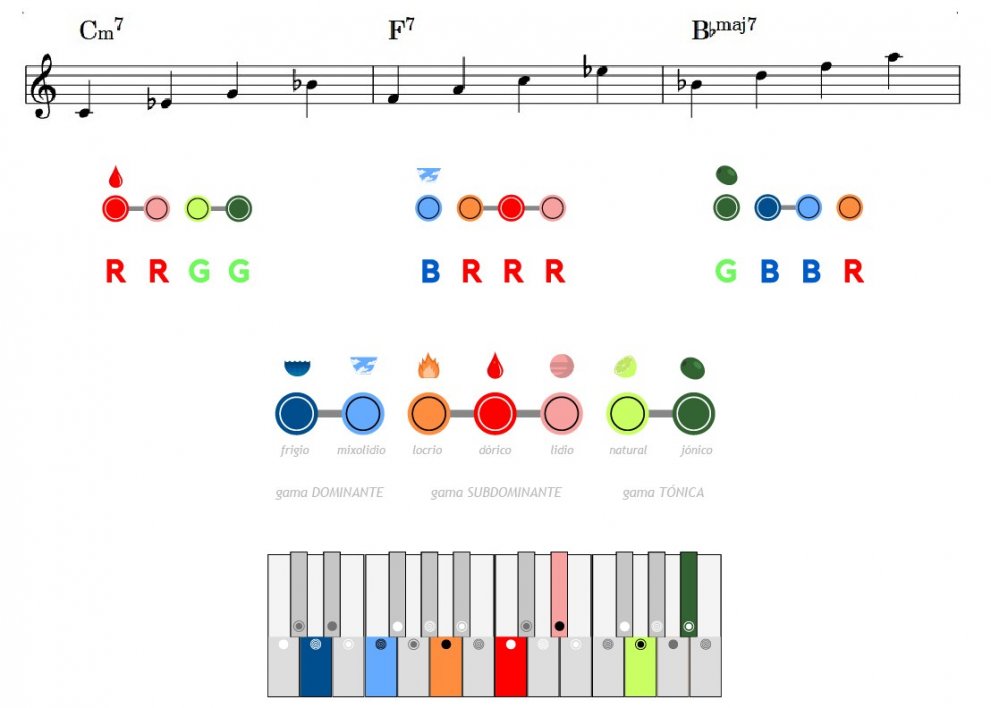 Cm7 F7 B♭maj7
R R G G B R R R G B B R
frigio mixolidio locrio dórico lidio natural jónico
gama DOMINANTE gama SUBDOMINANTE gama TÓNICA